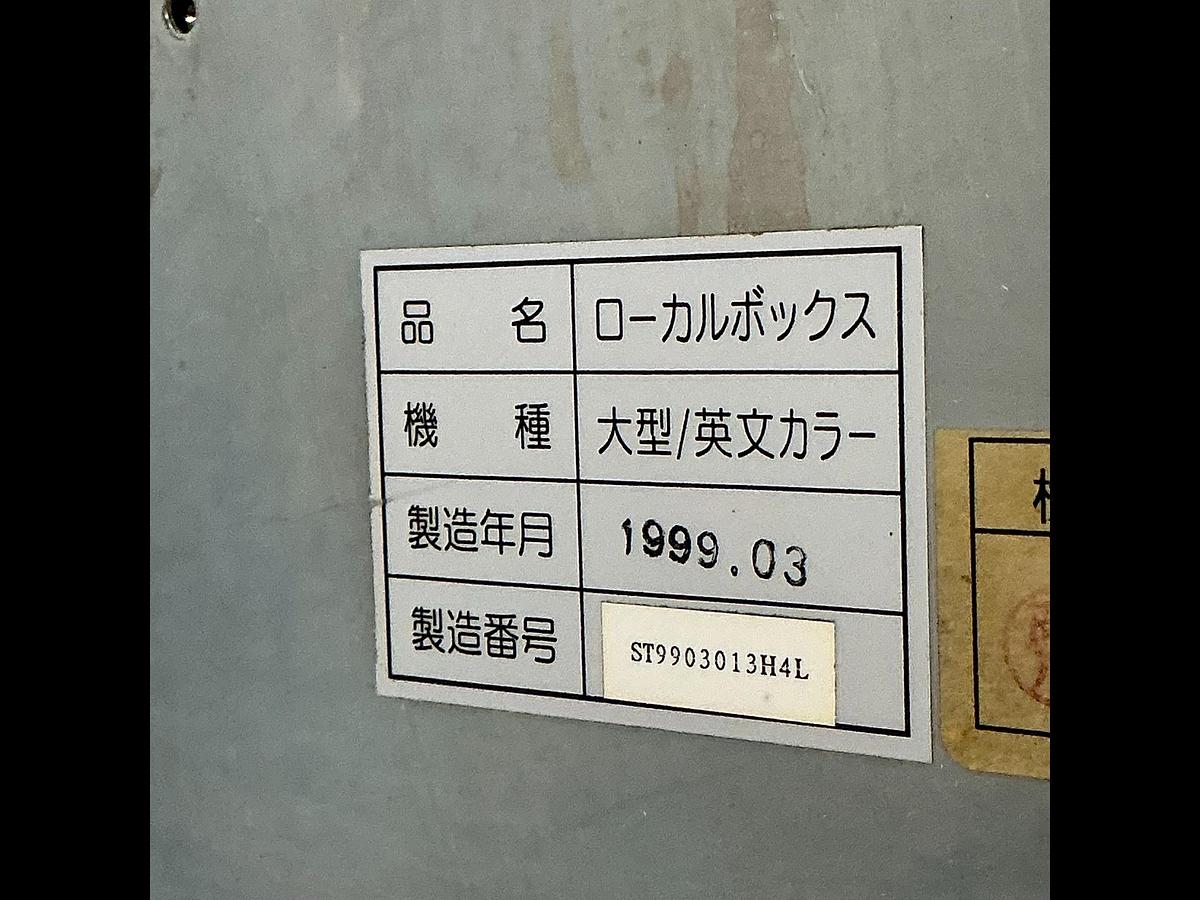 品 名 ローカルボックス
機 種 大型/英文カラー
製造年月 1999.03
製造番号 ST9903013H4L